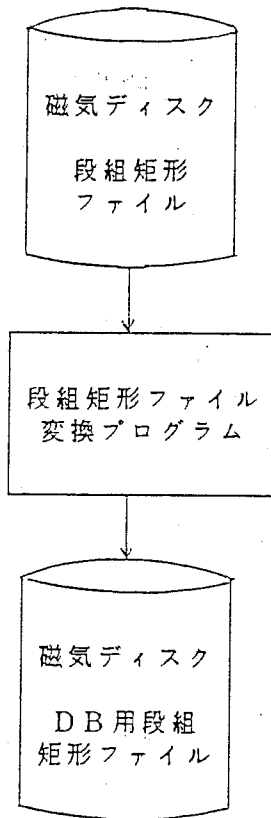 磁気ディスク
段組矩形
ファイル
段組矩形ファイル
変換プログラム
磁気ディスク
ＤＢ用段組
矩形ファイル